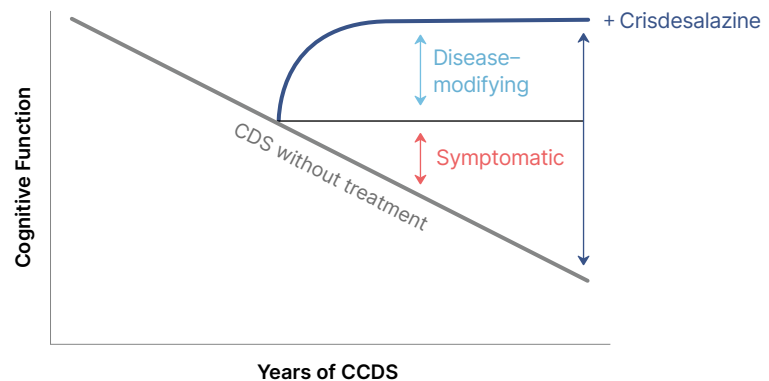 + Crisdesalazine
Disease–
modifying
CDS without treatment
Symptomatic
Cognitive Function
Years of CCDS